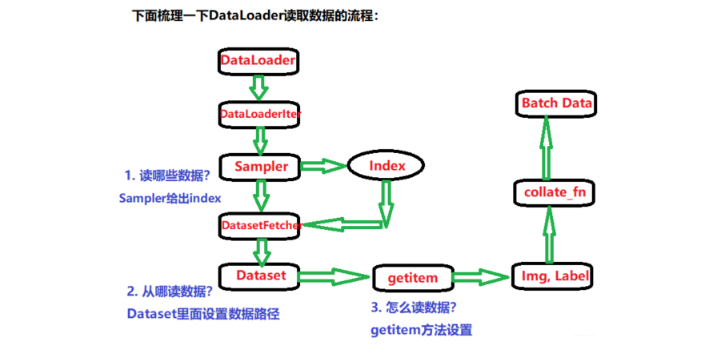 下面梳理一下DataLoader读取数据的流程：
DataLoader
DataLoaderIter
Sampler
Index
1. 读哪些数据？
Sampler给出index
DatasetFetcher
Dataset
2. 从哪读数据？
Dataset里面设置数据路径
getitem
3. 怎么读数据？
getitem方法设置
Img, Label
collate_fn
Batch Data